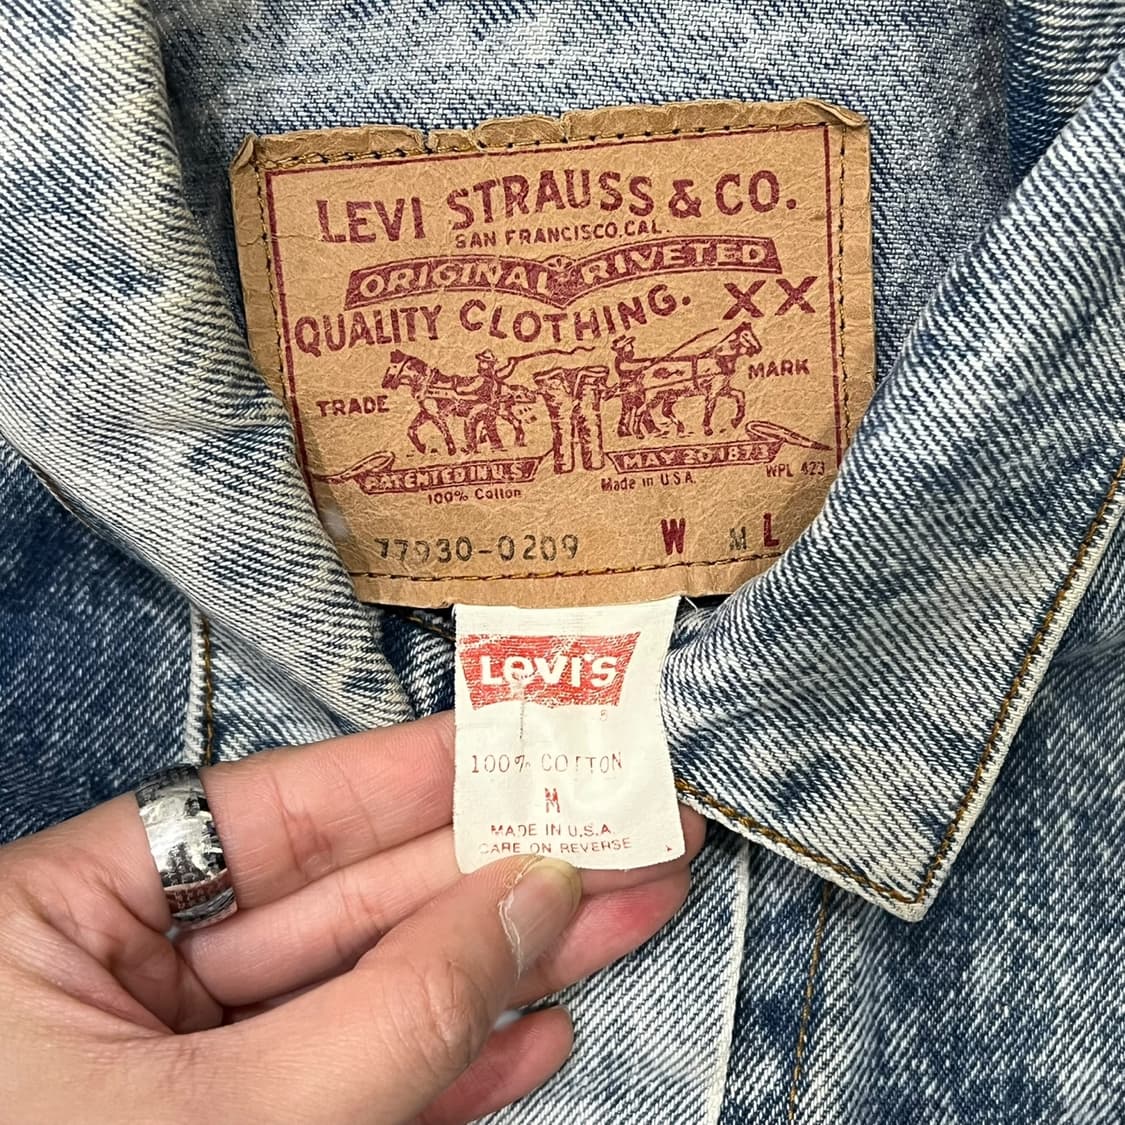 LEVI STRAUSS & CO.
SAN FRANCISCO, CAL.
ORIGINAL RIVETED
QUALITY CLOTHING. XX
TRADE MARK
PATENTED IN U.S. MAY 20 1873
100% Cotton Made in U.S.A. WPL 423
77930-0209 W M L
LEVI'S
100% COTTON
M
MADE IN U.S.A.
CARE ON REVERSE